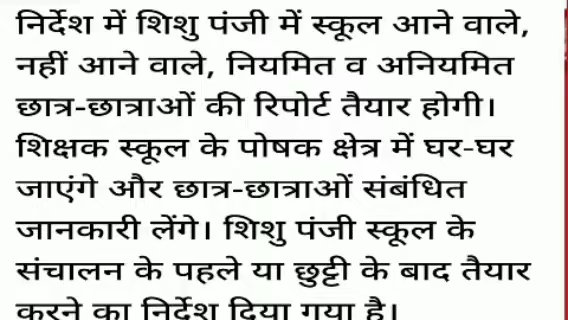 निर्देश में शिशु पंजी में स्कूल आने वाले,
नहीं आने वाले, नियमित व अनियमित
छात्र-छात्राओं की रिपोर्ट तैयार होगी।
शिक्षक स्कूल के पोषक क्षेत्र में घर-घर
जाएंगे और छात्र-छात्राओं संबंधित
जानकारी लेंगे। शिशु पंजी स्कूल के
संचालन के पहले या छुट्टी के बाद तैयार
करने का निर्देश दिया गया है।